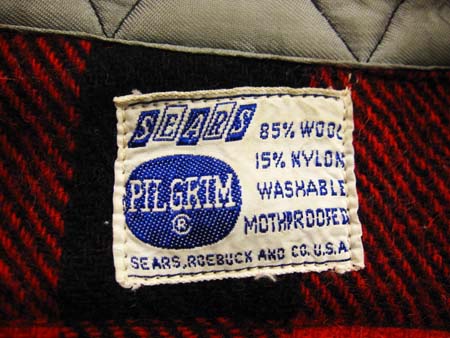 SEARS
85% WOOL
15% NYLON
PILGRIM
®
WASHABLE
MOTHPROOFED
SEARS, ROEBUCK AND CO. U.S.A.